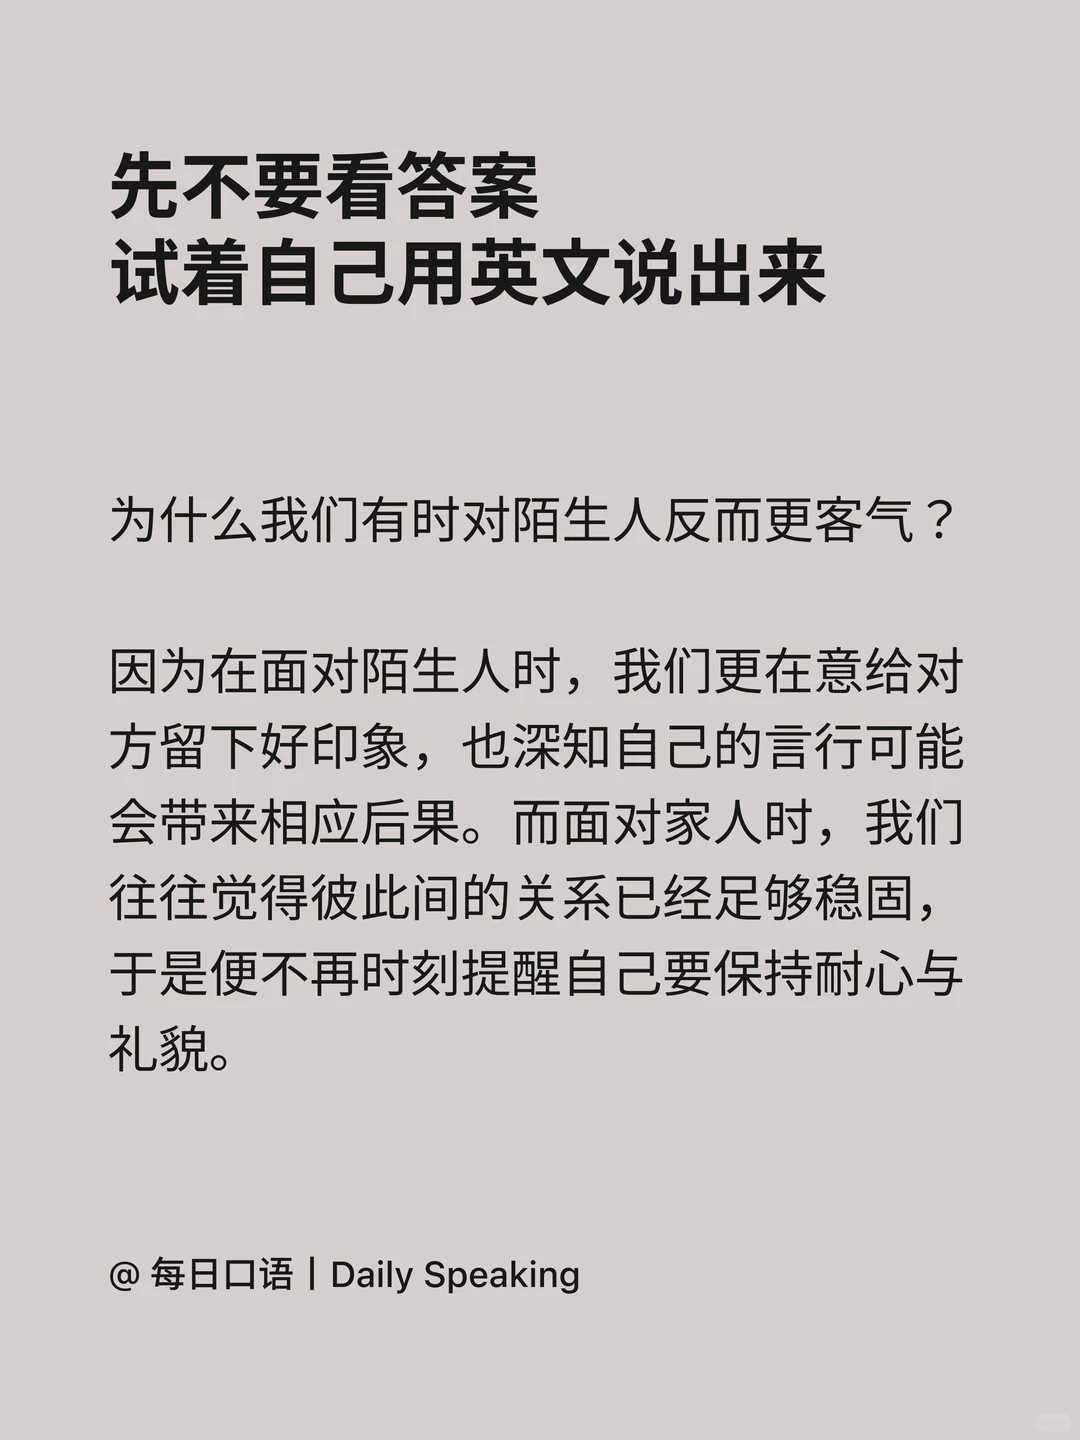 先不要看答案
试着自己用英文说出来
为什么我们有时对陌生人反而更客气？
因为在面对陌生人时，我们更在意给对
方留下好印象，也深知自己的言行可能
会带来相应后果。而面对家人时，我们
往往觉得彼此间的关系已经足够稳固，
于是便不再时刻提醒自己要保持耐心与
礼貌。
@ 每日口语｜Daily Speaking